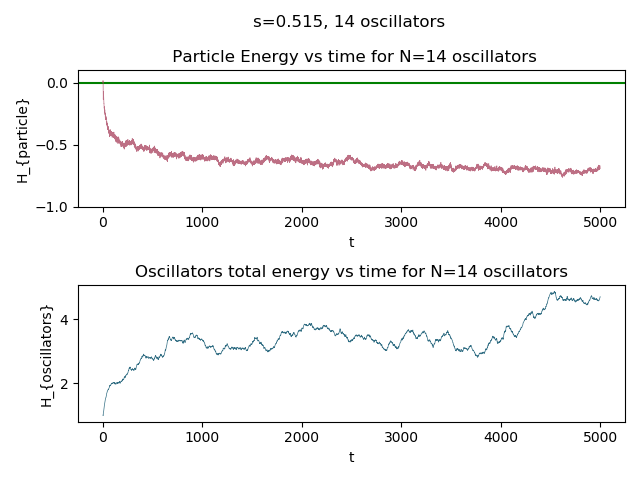 s=0.515, 14 oscillators
Particle Energy vs time for N=14 oscillators
H_{particle}
0.0
−0.5
−1.0
0 1000 2000 3000 4000 5000
t
Oscillators total energy vs time for N=14 oscillators
H_{oscillators}
4
2
0 1000 2000 3000 4000 5000
t